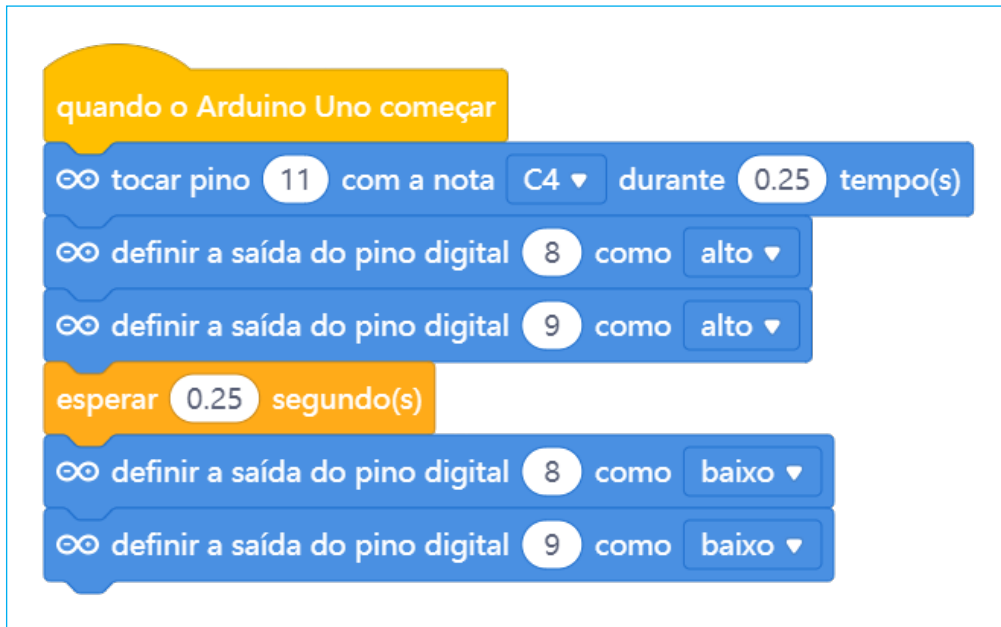 quando o Arduino Uno começar
tocar pino 11 com a nota C4 durante 0.25 tempo(s)
definir a saída do pino digital 8 como alto
definir a saída do pino digital 9 como alto
esperar 0.25 segundo(s)
definir a saída do pino digital 8 como baixo
definir a saída do pino digital 9 como baixo